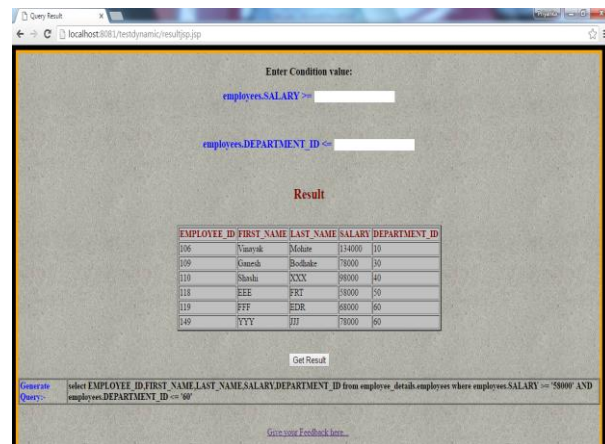 Query Result
localhost:8081/testdynamic/resultjsp.jsp
Enter Condition value:
employees.SALARY >=
employees.DEPARTMENT_ID <=
Result
EMPLOYEE_ID FIRST_NAME LAST_NAME SALARY DEPARTMENT_ID
106 Vinayak Mohite 134000 10
109 Ganesh Bodhake 78000 30
110 Shashi XXX 98000 40
118 EEE FRT 58000 50
119 FFF EDR 68000 60
149 YYY JJJ 78000 60
Get Result
Generate Query:- select EMPLOYEE_ID,FIRST_NAME,LAST_NAME,SALARY,DEPARTMENT_ID from employee_details.employees where employees.SALARY >= '58000' AND
employees.DEPARTMENT_ID <= '60'
Give your Feedback here...